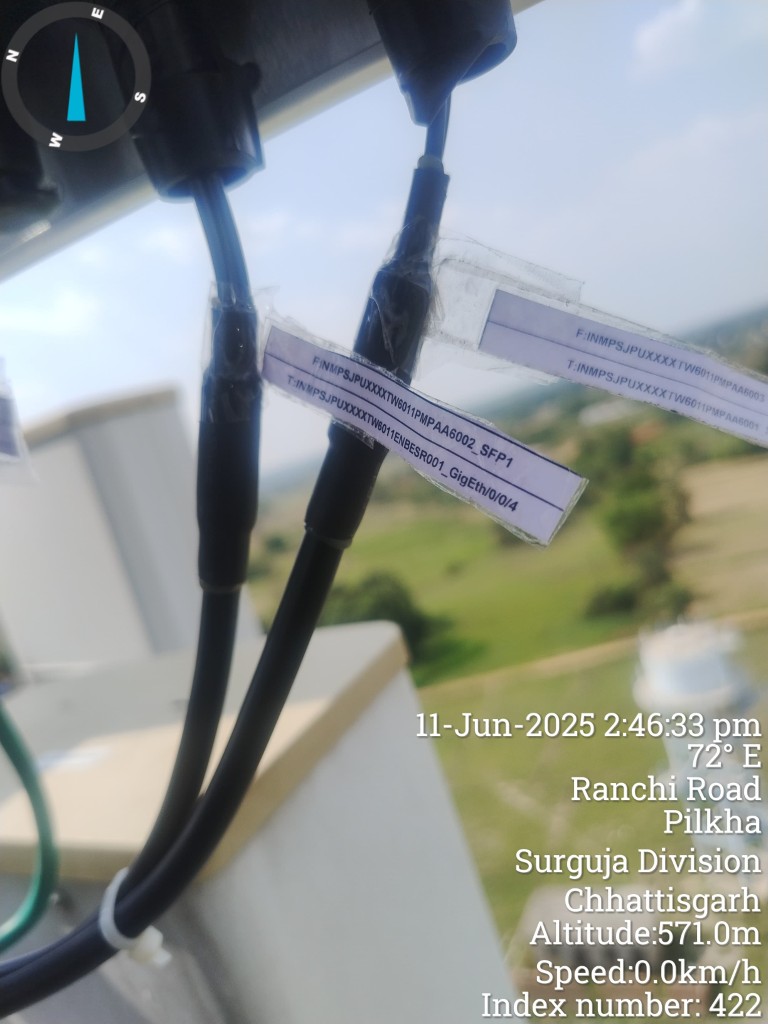 N
E
S
W
F:INMPSJPUXXXXTW6011PMPAA6003
T:INMPSJPUXXXXTW6011PMPAA6001
F:INMPSJPUXXXXTW6011PMPAA6002_SFP1
T:INMPSJPUXXXXTW6011ENBESR001_GigEth/0/0/4
11-Jun-2025 2:46:33 pm
72° E
Ranchi Road
Pilkha
Surguja Division
Chhattisgarh
Altitude:571.0m
Speed:0.0km/h
Index number: 422